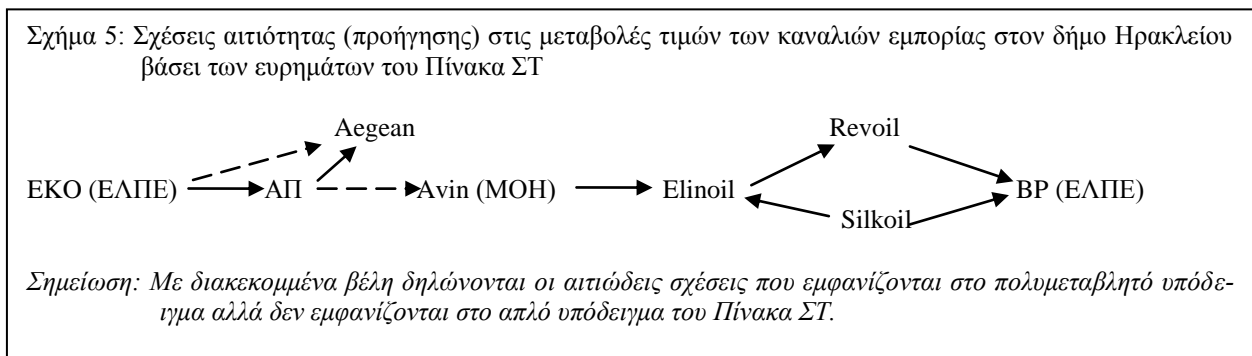 Σχήμα 5: Σχέσεις αιτιότητας (προήγησης) στις μεταβολές τιμών των καναλιών εμπορίας στον δήμο Ηρακλείου
βάσει των ευρημάτων του Πίνακα ΣΤ
Aegean
Revoil
ΕΚΟ (ΕΛΠΕ)
ΑΠ
Avin (ΜΟΗ)
Elinoil
BP (ΕΛΠΕ)
Silkoil
Σημείωση: Με διακεκομμένα βέλη δηλώνονται οι αιτιώδεις σχέσεις που εμφανίζονται στο πολυμεταβλητό υπόδε-
ιγμα αλλά δεν εμφανίζονται στο απλό υπόδειγμα του Πίνακα ΣΤ.